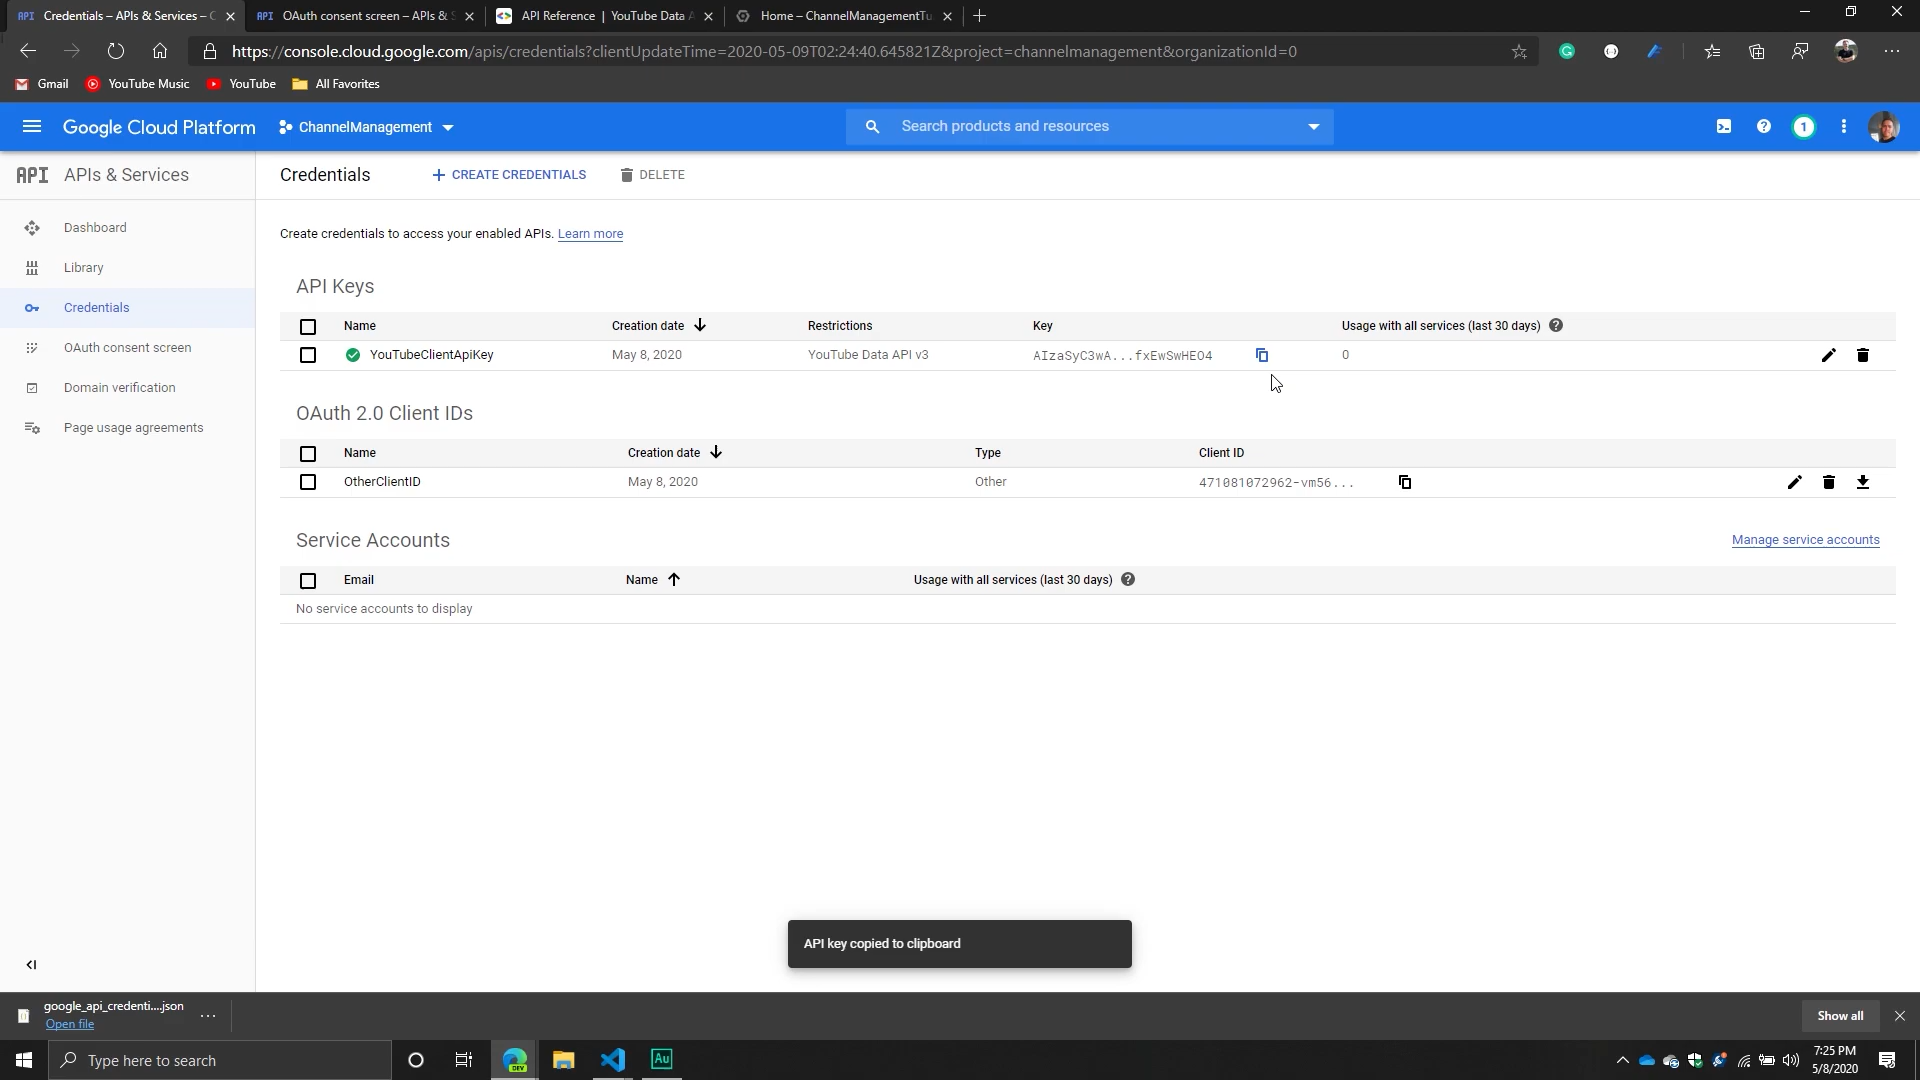 API Credentials – APIs & Services – C
API OAuth consent screen – APIs & S
API Reference | YouTube Data A
Home – ChannelManagementTu
https://console.cloud.google.com/apis/credentials?clientUpdateTime=2020-05-09T02:24:40.645821Z&project=channelmanagement&organizationId=0
Gmail YouTube Music YouTube All Favorites
Google Cloud Platform ChannelManagement Search products and resources 1
API APIs & Services
Credentials CREATE CREDENTIALS DELETE
Dashboard
Library
Credentials
OAuth consent screen
Domain verification
Page usage agreements
Create credentials to access your enabled APIs. Learn more
API Keys
Name Creation date Restrictions Key Usage with all services (last 30 days)
YouTubeClientApiKey May 8, 2020 YouTube Data API v3 AIzaSyC3wA...fxEwSwHEO4 0
OAuth 2.0 Client IDs
Name Creation date Type Client ID
OtherClientID May 8, 2020 Other 471081072962-vm56...
Service Accounts Manage service accounts
Email Name Usage with all services (last 30 days)
No service accounts to display
API key copied to clipboard
google_api_credenti....json
Open file
Show all
Type here to search
DEV
Au
7:25 PM
5/8/2020